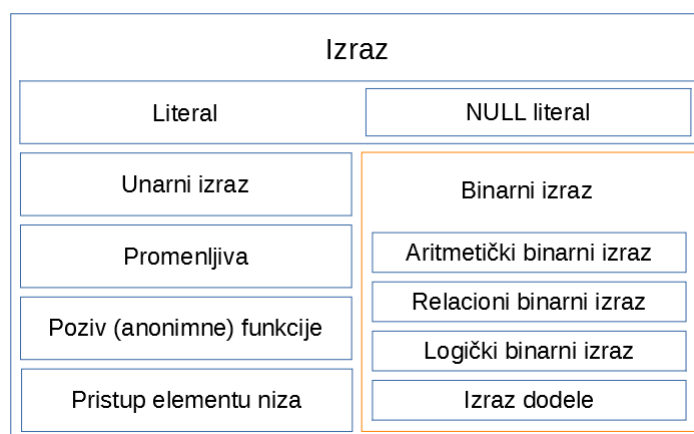 Izraz
Literal
NULL literal
Unarni izraz
Promenljiva
Poziv (anonimne) funkcije
Pristup elementu niza
Binarni izraz
Aritmetički binarni izraz
Relacioni binarni izraz
Logički binarni izraz
Izraz dodele